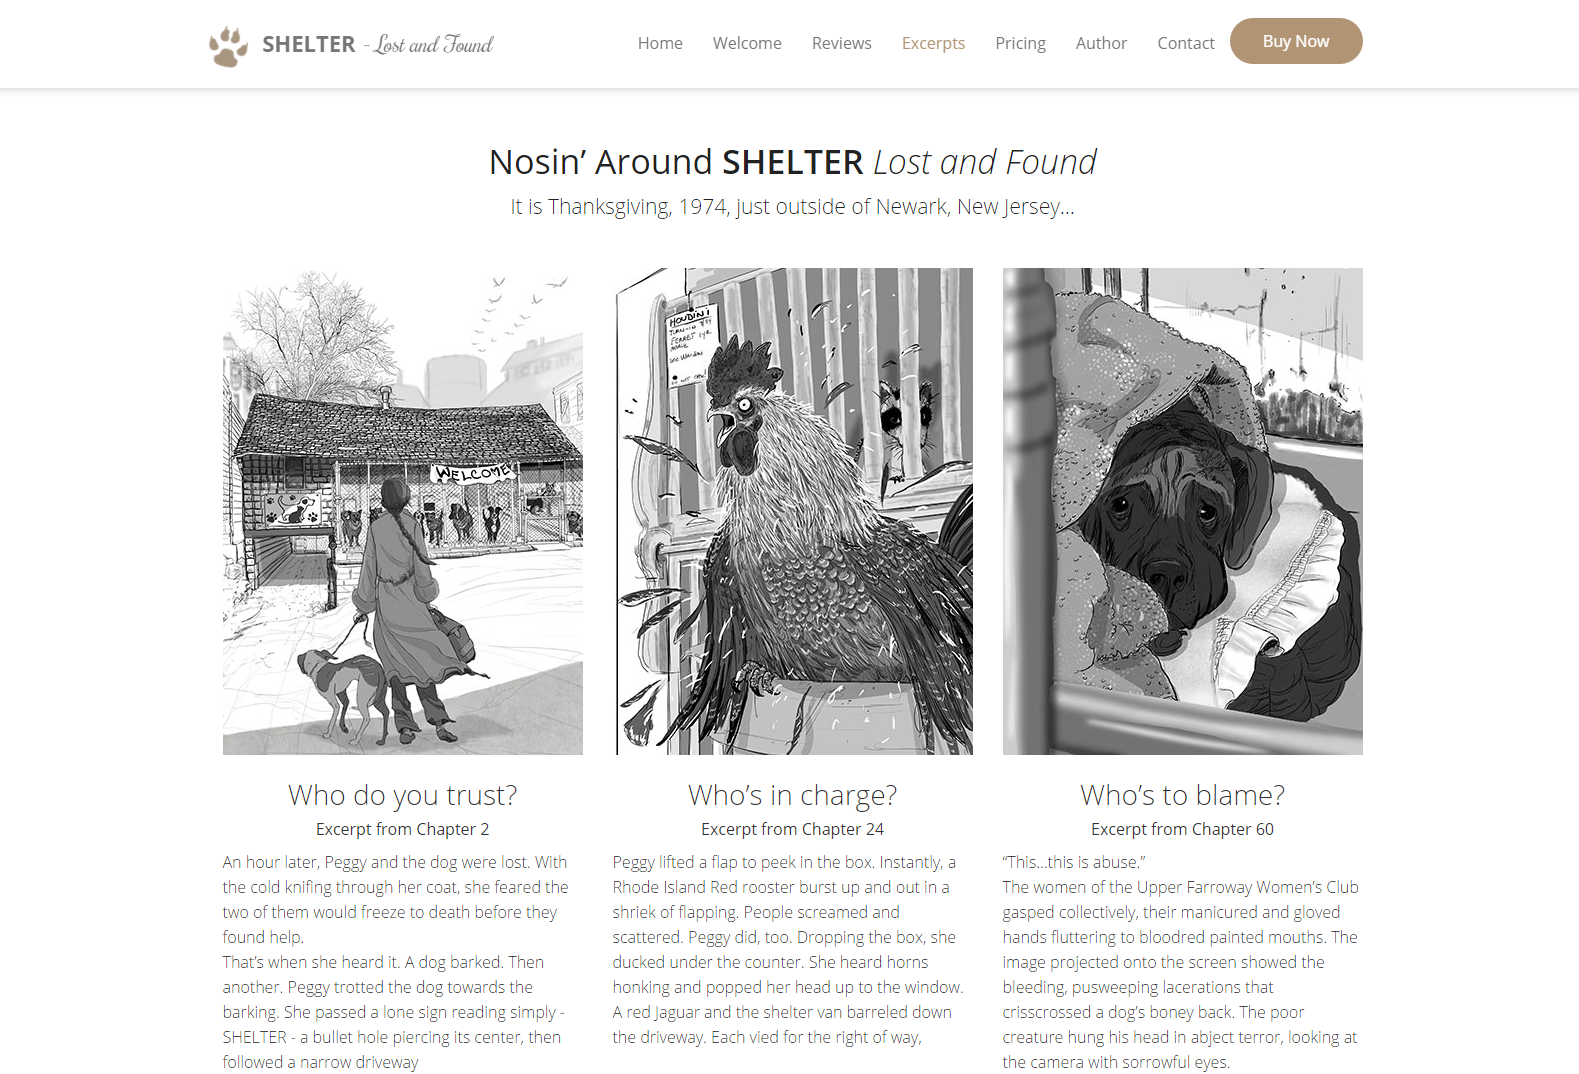 SHELTER - Lost and Found
Home Welcome Reviews Excerpts Pricing Author Contact Buy Now
Nosin’ Around SHELTER Lost and Found
It is Thanksgiving, 1974, just outside of Newark, New Jersey...
WELCOME
HOUDINI
TURN-IN
FERRET 1 YR.
MALE
Who do you trust?
Excerpt from Chapter 2
An hour later, Peggy and the dog were lost. With
the cold knifing through her coat, she feared the
two of them would freeze to death before they
found help.
That’s when she heard it. A dog barked. Then
another. Peggy trotted the dog towards the
barking. She passed a lone sign reading simply -
SHELTER - a bullet hole piercing its center, then
followed a narrow driveway
Who’s in charge?
Excerpt from Chapter 24
Peggy lifted a flap to peek in the box. Instantly, a
Rhode Island Red rooster burst up and out in a
shriek of flapping. People screamed and
scattered. Peggy did, too. Dropping the box, she
ducked under the counter. She heard horns
honking and popped her head up to the window.
A red Jaguar and the shelter van barreled down
the driveway. Each vied for the right of way,
Who’s to blame?
Excerpt from Chapter 60
“This...this is abuse.”
The women of the Upper Farroway Women’s Club
gasped collectively, their manicured and gloved
hands fluttering to bloodred painted mouths. The
image projected onto the screen showed the
bleeding, pusweeping lacerations that
crisscrossed a dog’s boney back. The poor
creature hung his head in abject terror, looking at
the camera with sorrowful eyes.